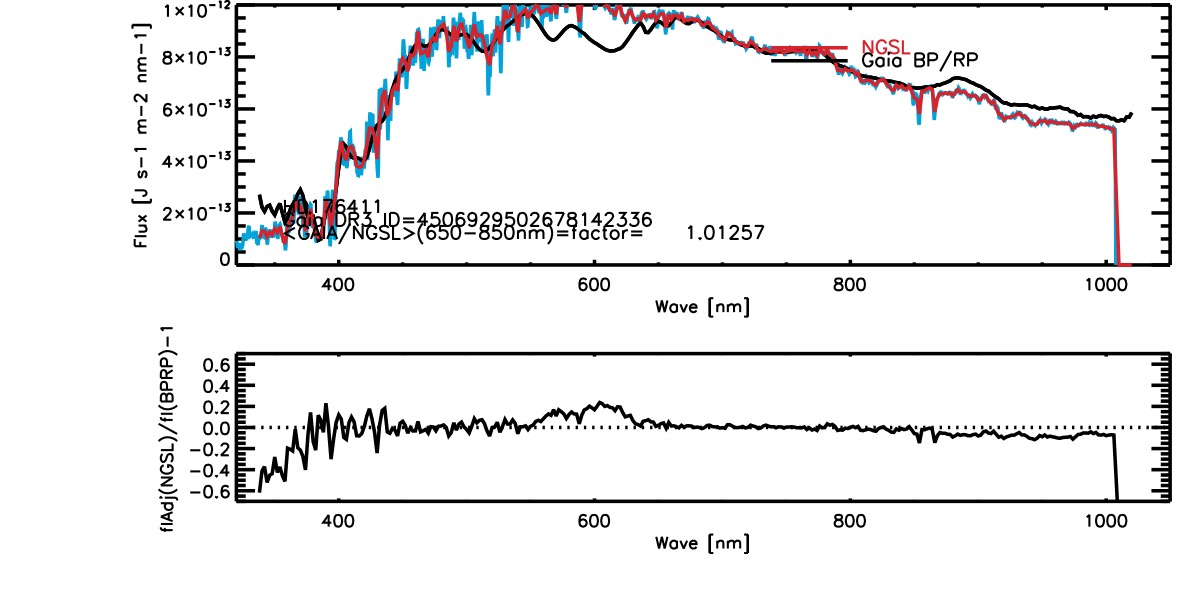 1×10−12
8×10−13
6×10−13
4×10−13
2×10−13
0
Flux [J s−1 m−2 nm−1]
NGSL
Gaia BP/RP
HD176411
Gaia DR3 ID=4506929502678142336
<GAIA/NGSL>(650−850nm)=factor= 1.01257
400 600 800 1000
Wave [nm]
flAdj(NGSL)/fl(BPRP)−1
0.6
0.4
0.2
0.0
−0.2
−0.4
−0.6
400 600 800 1000
Wave [nm]